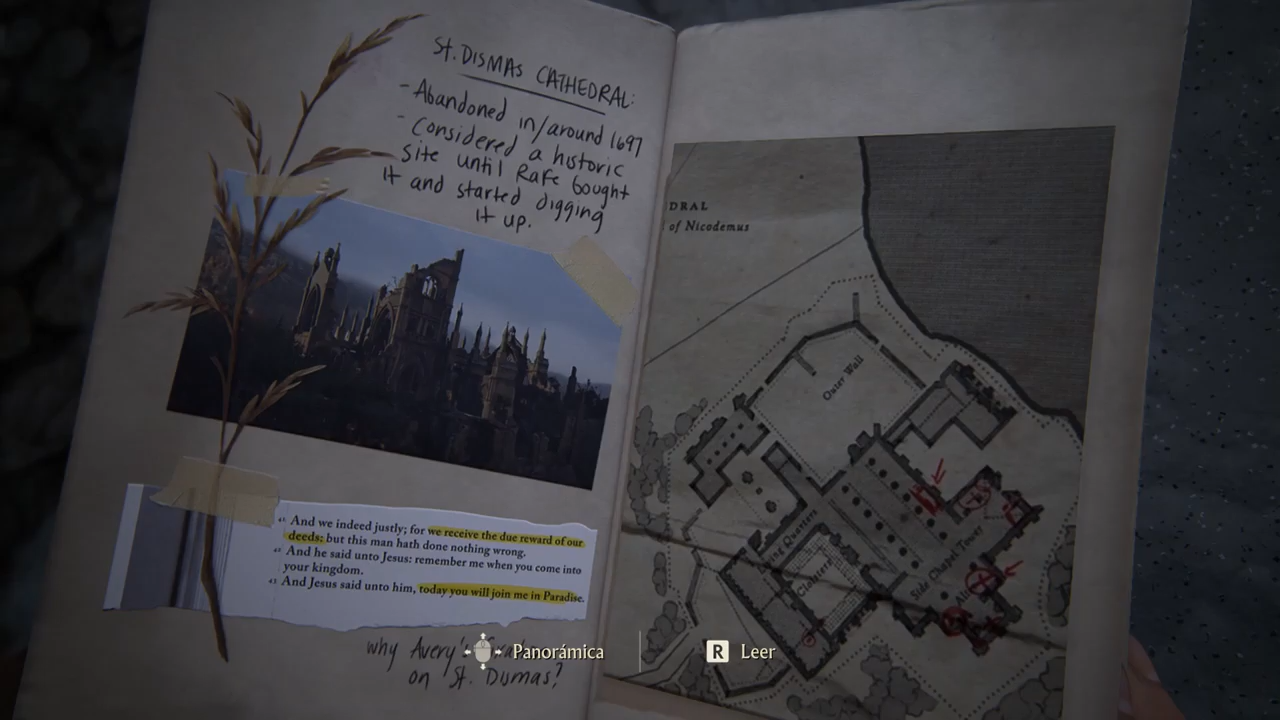 St. DISMAS CATHEDRAL:
- Abandoned in/around 1697
- Considered a historic
site until Rafe bought
it and started digging
it up.
41 And we indeed justly; for we receive the due reward of our
deeds: but this man hath done nothing wrong.
42 And he said unto Jesus: remember me when you come into
your kingdom.
43 And Jesus said unto him, today you will join me in Paradise.
why Avery's
on St. Dismas?
DRAL
of Nicodemus
Outer Wall
Quarters
Cloisters
Side Chapel
Panorámica
R Leer